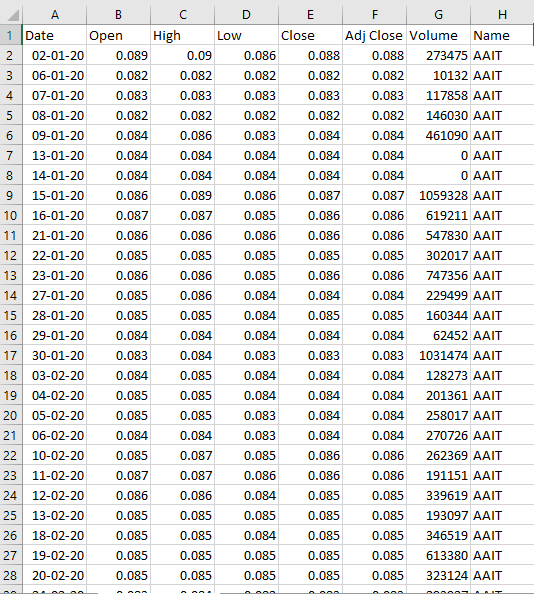 A B C D E F G H
1 Date Open High Low Close Adj Close Volume Name
2 02-01-20 0.089 0.09 0.086 0.088 0.088 273475 AAIT
3 06-01-20 0.082 0.082 0.082 0.082 0.082 10132 AAIT
4 07-01-20 0.083 0.083 0.083 0.083 0.083 117858 AAIT
5 08-01-20 0.082 0.082 0.082 0.082 0.082 146030 AAIT
6 09-01-20 0.084 0.086 0.083 0.084 0.084 461090 AAIT
7 13-01-20 0.084 0.084 0.084 0.084 0.084 0 AAIT
8 14-01-20 0.084 0.084 0.084 0.084 0.084 0 AAIT
9 15-01-20 0.086 0.089 0.086 0.087 0.087 1059328 AAIT
10 16-01-20 0.087 0.087 0.085 0.086 0.086 619211 AAIT
11 21-01-20 0.086 0.086 0.086 0.086 0.086 547830 AAIT
12 22-01-20 0.085 0.085 0.085 0.085 0.085 302017 AAIT
13 23-01-20 0.086 0.086 0.085 0.086 0.086 747356 AAIT
14 27-01-20 0.085 0.086 0.084 0.084 0.084 229499 AAIT
15 28-01-20 0.085 0.085 0.084 0.085 0.085 160344 AAIT
16 29-01-20 0.084 0.084 0.084 0.084 0.084 62452 AAIT
17 30-01-20 0.083 0.084 0.083 0.083 0.083 1031474 AAIT
18 03-02-20 0.084 0.085 0.084 0.084 0.084 128273 AAIT
19 04-02-20 0.085 0.085 0.084 0.084 0.084 201361 AAIT
20 05-02-20 0.085 0.085 0.083 0.084 0.084 258017 AAIT
21 06-02-20 0.084 0.084 0.083 0.084 0.084 270726 AAIT
22 10-02-20 0.085 0.087 0.085 0.086 0.086 262369 AAIT
23 11-02-20 0.087 0.087 0.086 0.086 0.086 191151 AAIT
24 12-02-20 0.086 0.086 0.084 0.085 0.085 339619 AAIT
25 13-02-20 0.085 0.085 0.085 0.085 0.085 193097 AAIT
26 18-02-20 0.085 0.085 0.084 0.085 0.085 346519 AAIT
27 19-02-20 0.085 0.085 0.085 0.085 0.085 613380 AAIT
28 20-02-20 0.085 0.085 0.085 0.085 0.085 323124 AAIT